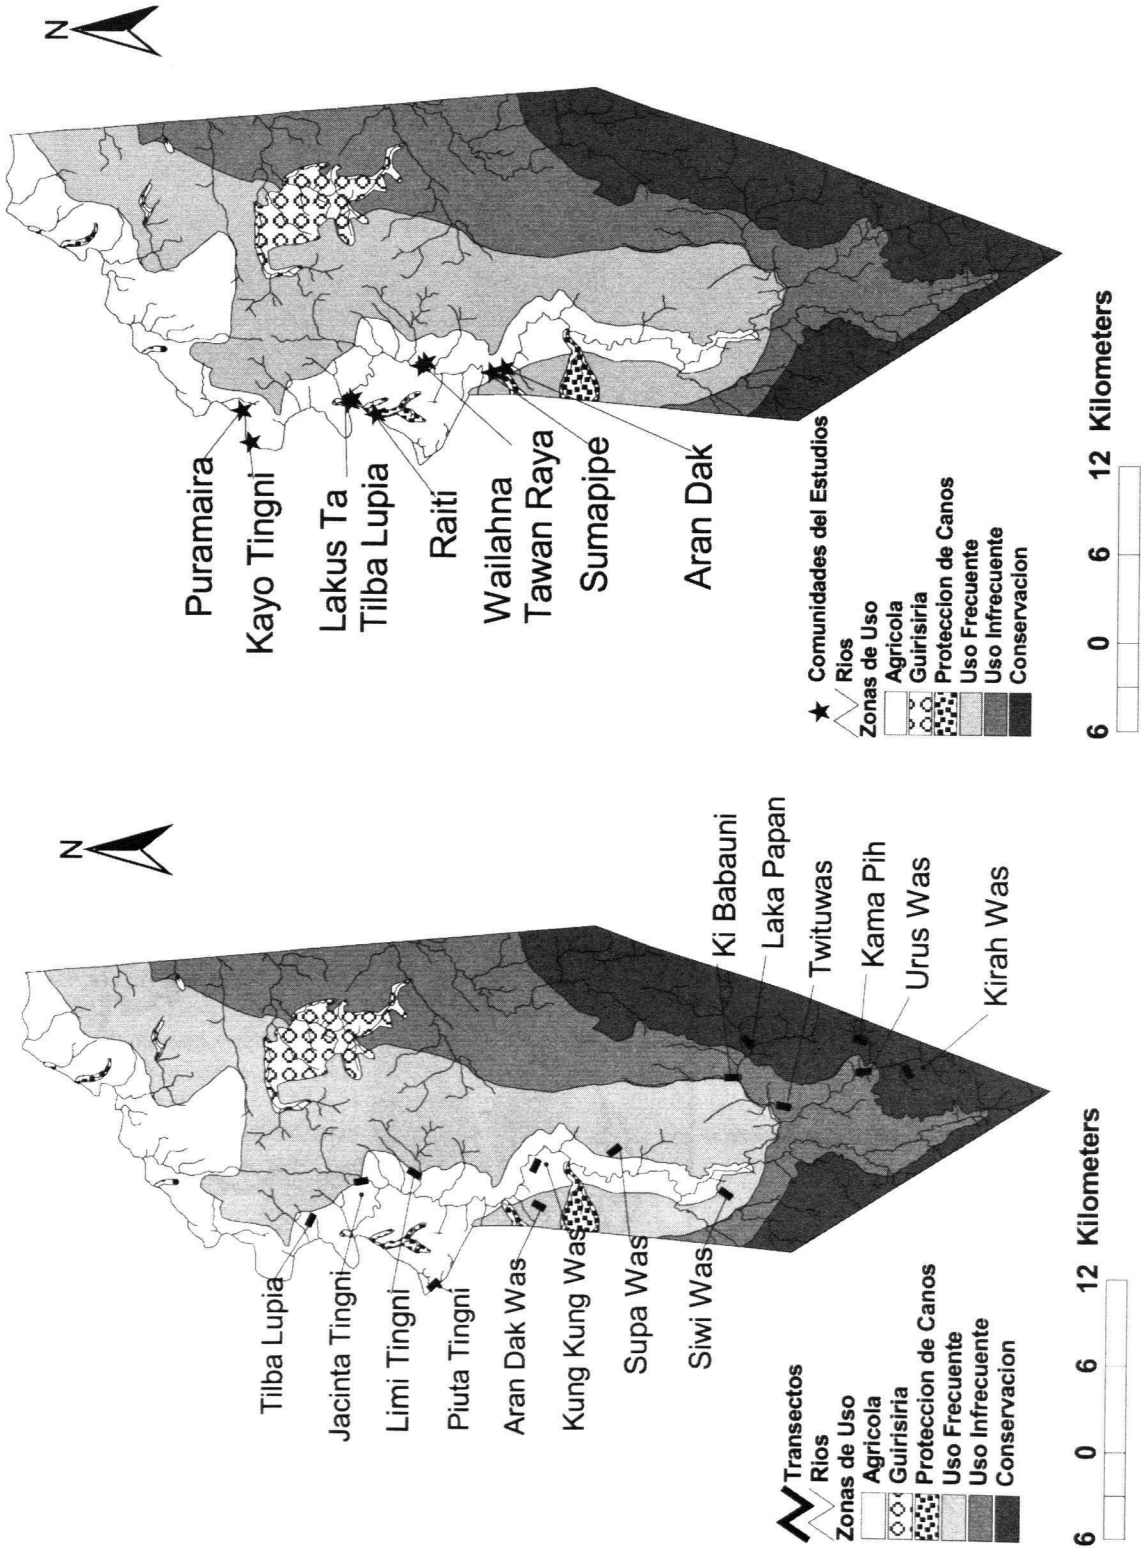 N
Puramaira
Kayo Tingni
Lakus Ta
Tilba Lupia
Raiti
Wailahna
Tawan Raya
Sumapipe
Aran Dak
Comunidades del Estudios
Rios
Zonas de Uso
Agricola
Guirisiria
Proteccion de Canos
Uso Frecuente
Uso Infrecuente
Conservacion
6 0 6 12 Kilometers
N
Tilba Lupia
Jacinta Tingni
Limi Tingni
Piuta Tingni
Aran Dak Was
Kung Kung Was
Supa Was
Siwi Was
Ki Babauni
Laka Papan
Twituwas
Kama Pih
Urus Was
Kirah Was
Transectos
Rios
Zonas de Uso
Agricola
Guirisiria
Proteccion de Canos
Uso Frecuente
Uso Infrecuente
Conservacion
6 0 6 12 Kilometers